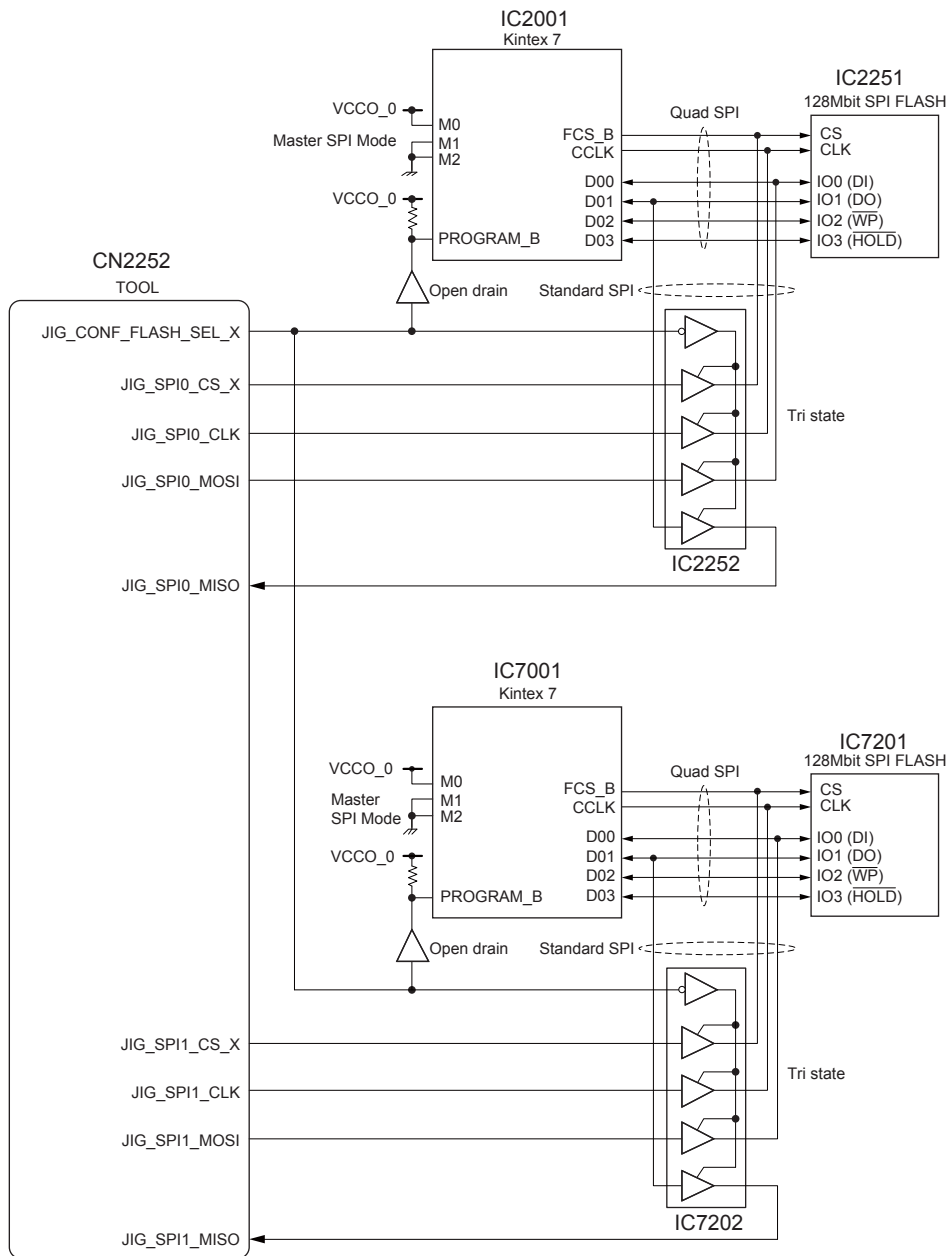 IC2001
Kintex 7
IC2251
128Mbit SPI FLASH
VCCO_0
M0
M1
M2
Master SPI Mode
VCCO_0
PROGRAM_B
FCS_B
CCLK
D00
D01
D02
D03
Quad SPI
CS
CLK
IO0 (DI)
IO1 (DO)
IO2 (WP)
IO3 (HOLD)
CN2252
TOOL
Open drain
Standard SPI
JIG_CONF_FLASH_SEL_X
JIG_SPI0_CS_X
JIG_SPI0_CLK
JIG_SPI0_MOSI
JIG_SPI0_MISO
Tri state
IC2252
IC7001
Kintex 7
IC7201
128Mbit SPI FLASH
VCCO_0
M0
M1
M2
Master
SPI Mode
VCCO_0
PROGRAM_B
FCS_B
CCLK
D00
D01
D02
D03
Quad SPI
CS
CLK
IO0 (DI)
IO1 (DO)
IO2 (WP)
IO3 (HOLD)
Open drain
Standard SPI
JIG_SPI1_CS_X
JIG_SPI1_CLK
JIG_SPI1_MOSI
JIG_SPI1_MISO
Tri state
IC7202